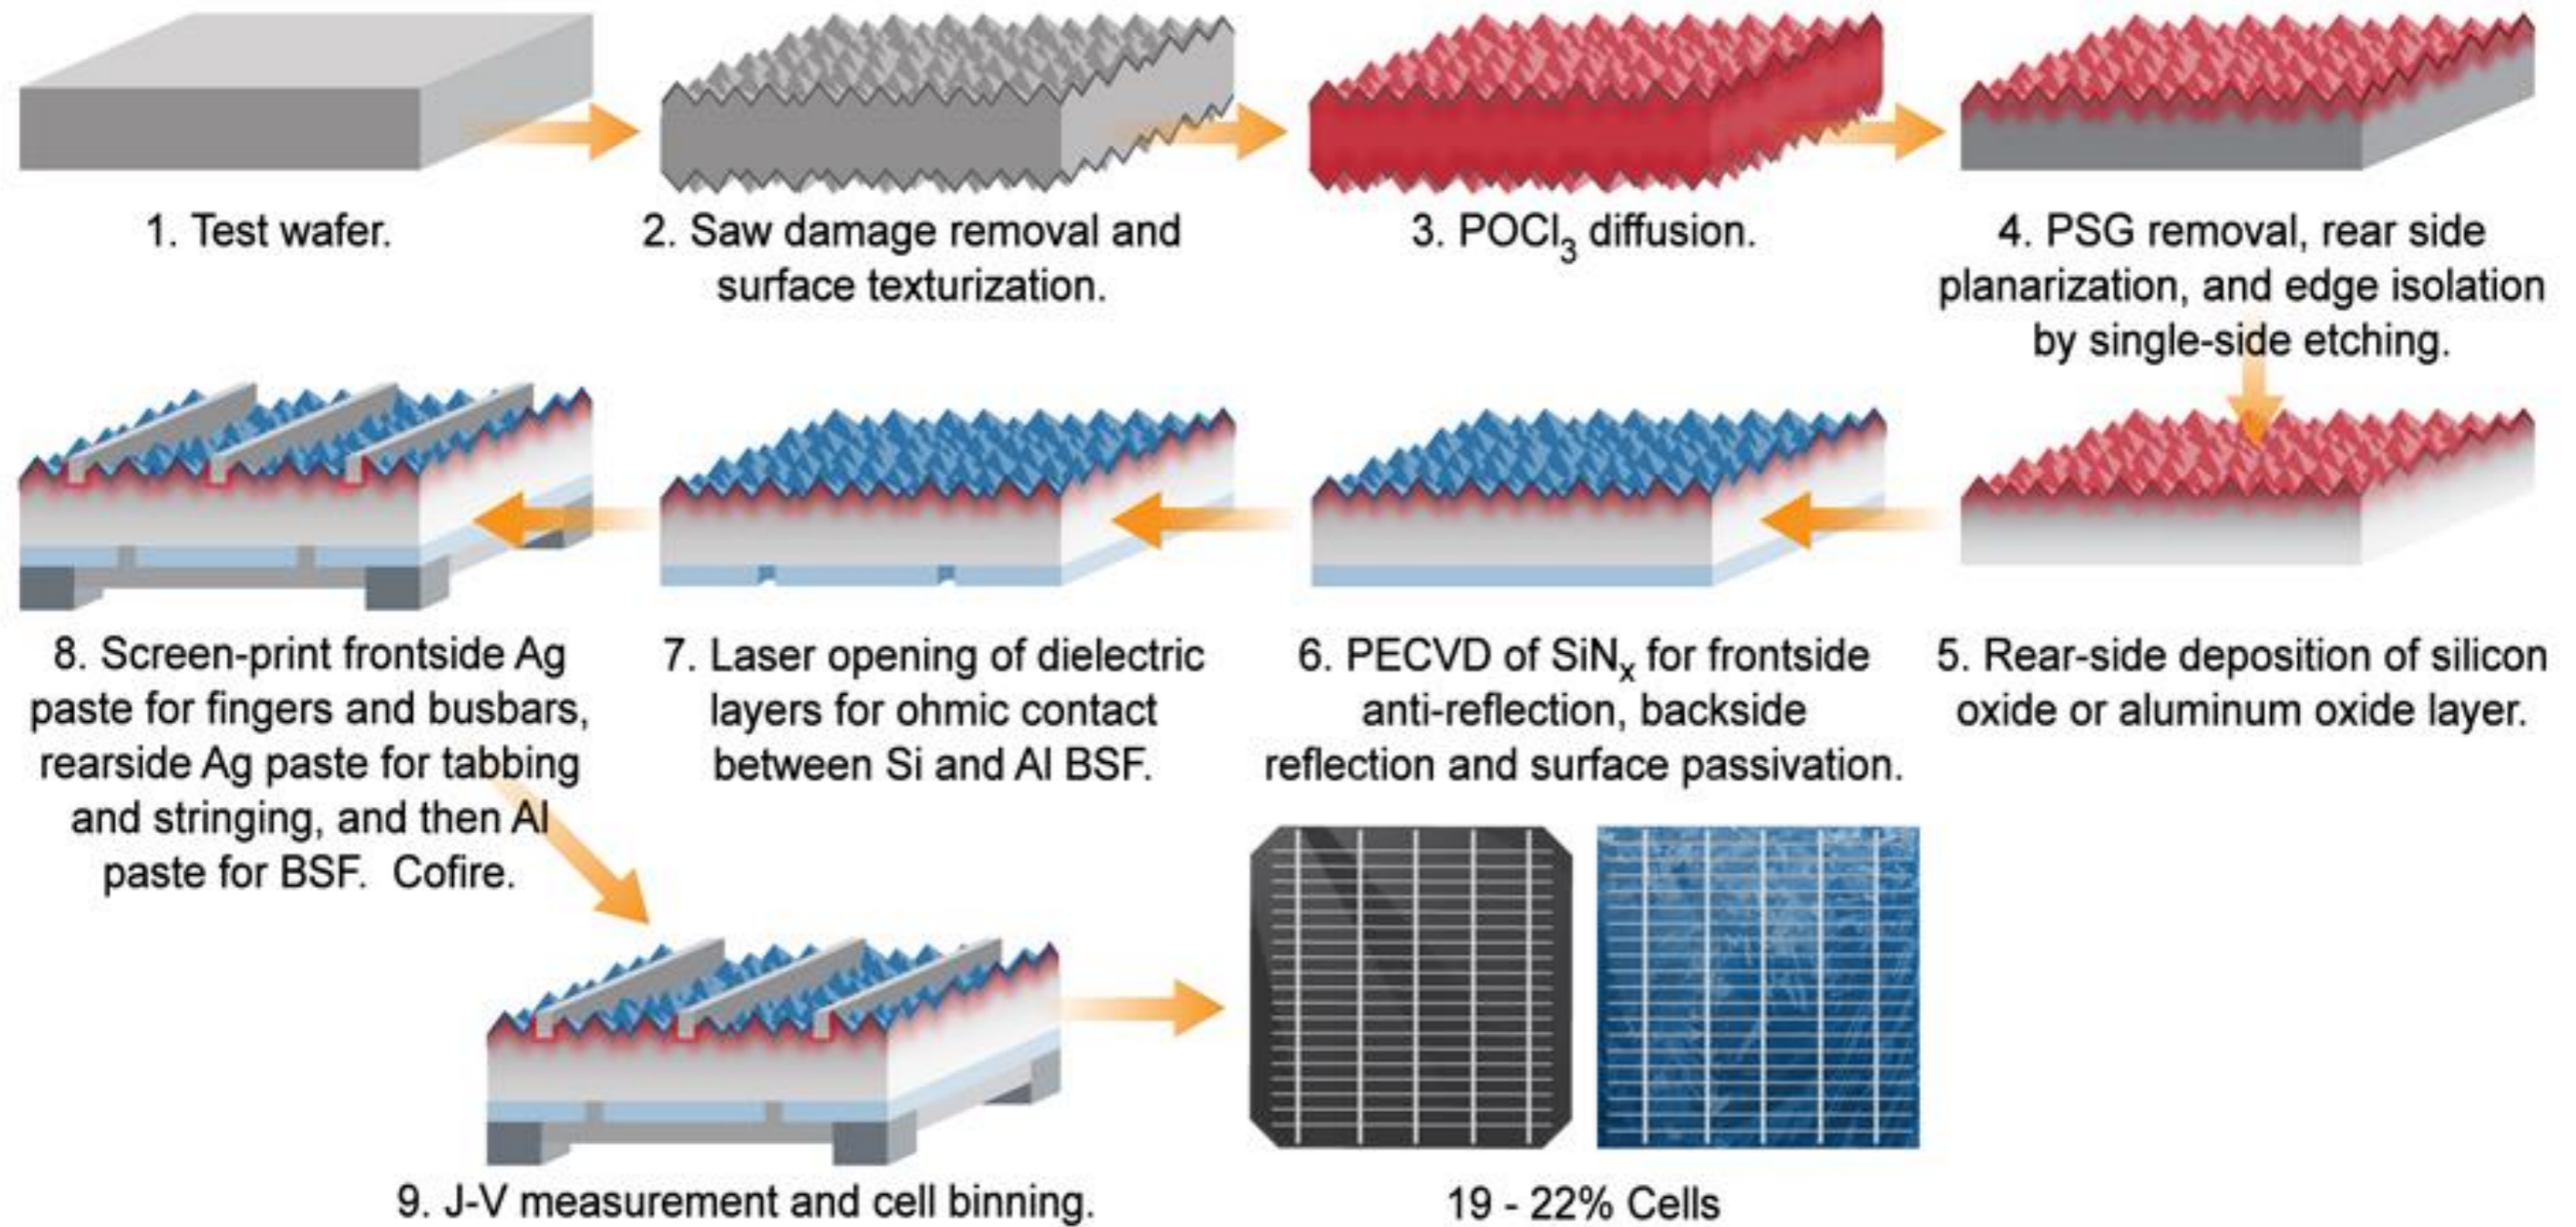 1. Test wafer.
2. Saw damage removal and
surface texturization.
3. POCl₃ diffusion.
4. PSG removal, rear side
planarization, and edge isolation
by single-side etching.
5. Rear-side deposition of silicon
oxide or aluminum oxide layer.
6. PECVD of SiNₓ for frontside
anti-reflection, backside
reflection and surface passivation.
7. Laser opening of dielectric
layers for ohmic contact
between Si and Al BSF.
8. Screen-print frontside Ag
paste for fingers and busbars,
rearside Ag paste for tabbing
and stringing, and then Al
paste for BSF.  Cofire.
9. J-V measurement and cell binning.
19 - 22% Cells